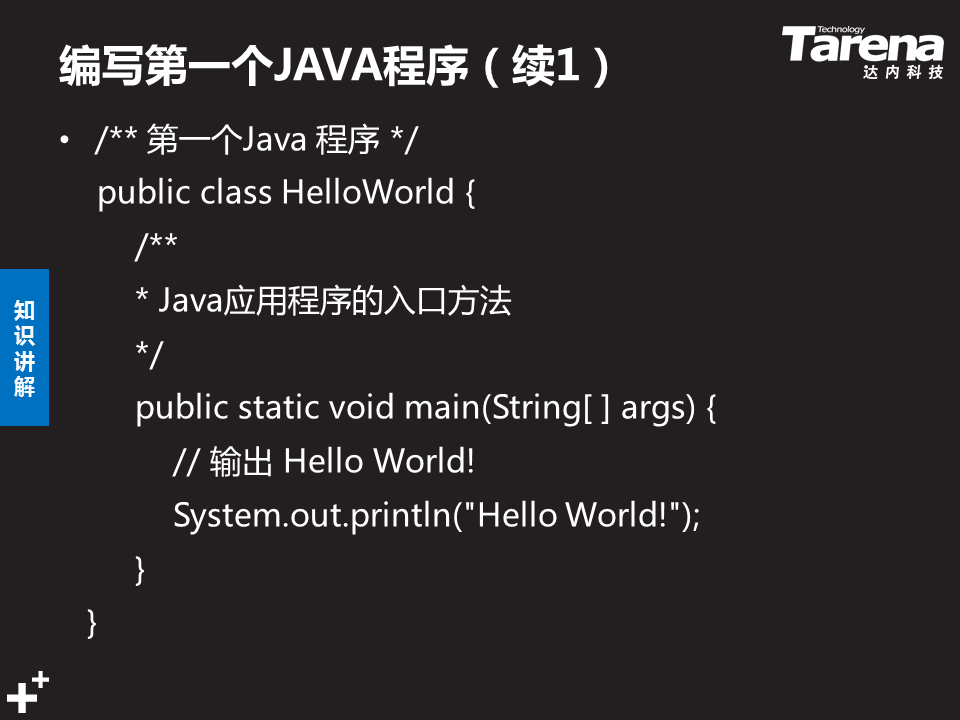 编写第一个JAVA程序（续1）
Technology
Tarena
达内科技
• /** 第一个Java 程序 */
public class HelloWorld {
/**
* Java应用程序的入口方法
*/
public static void main(String[ ] args) {
// 输出 Hello World!
System.out.println("Hello World!");
}
}
知
识
讲
解